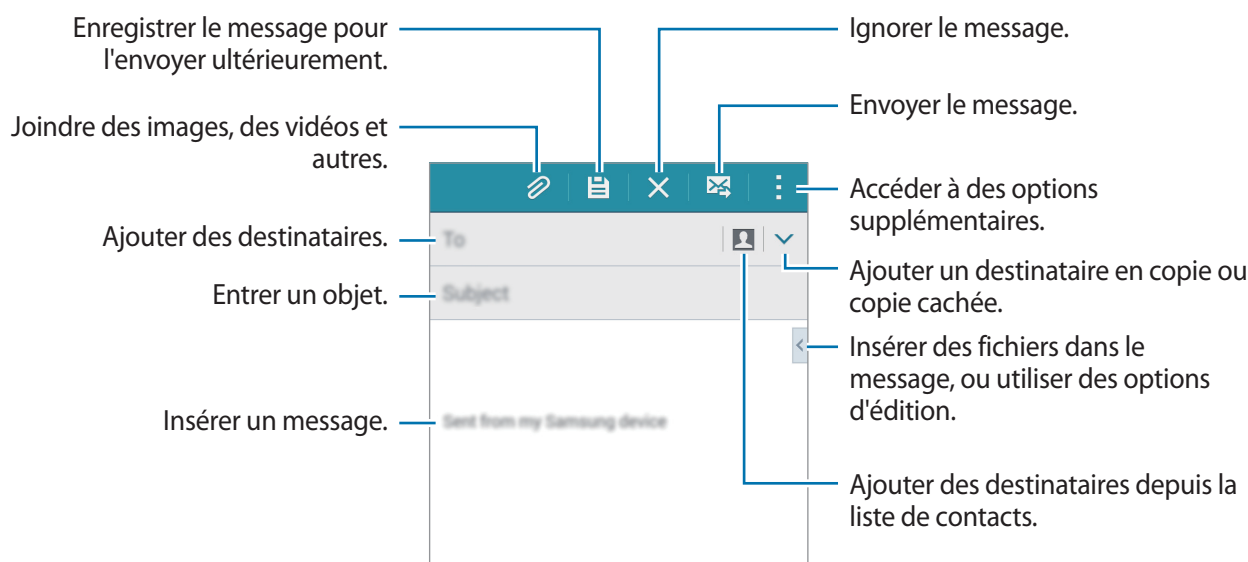 Enregistrer le message pour
l'envoyer ultérieurement.
Joindre des images, des vidéos et
autres.
Ajouter des destinataires.
Entrer un objet.
Insérer un message.
To
Subject
Sent from my Samsung device
Ignorer le message.
Envoyer le message.
Accéder à des options
supplémentaires.
Ajouter un destinataire en copie ou
copie cachée.
Insérer des fichiers dans le
message, ou utiliser des options
d'édition.
Ajouter des destinataires depuis la
liste de contacts.